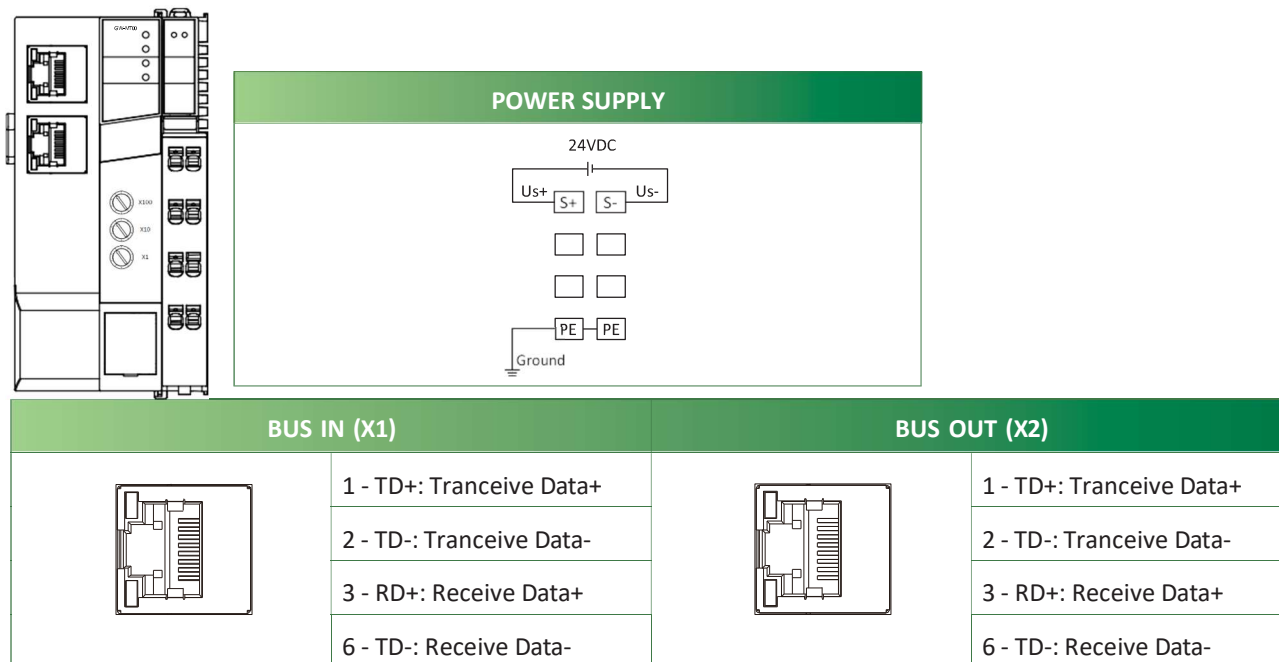 X100
X10
X1
POWER SUPPLY
24VDC
Us+ S+ S- Us-
PE PE
Ground
BUS IN (X1)
1 - TD+: Tranceive Data+
2 - TD-: Tranceive Data-
3 - RD+: Receive Data+
6 - TD-: Receive Data-
BUS OUT (X2)
1 - TD+: Tranceive Data+
2 - TD-: Tranceive Data-
3 - RD+: Receive Data+
6 - TD-: Receive Data-